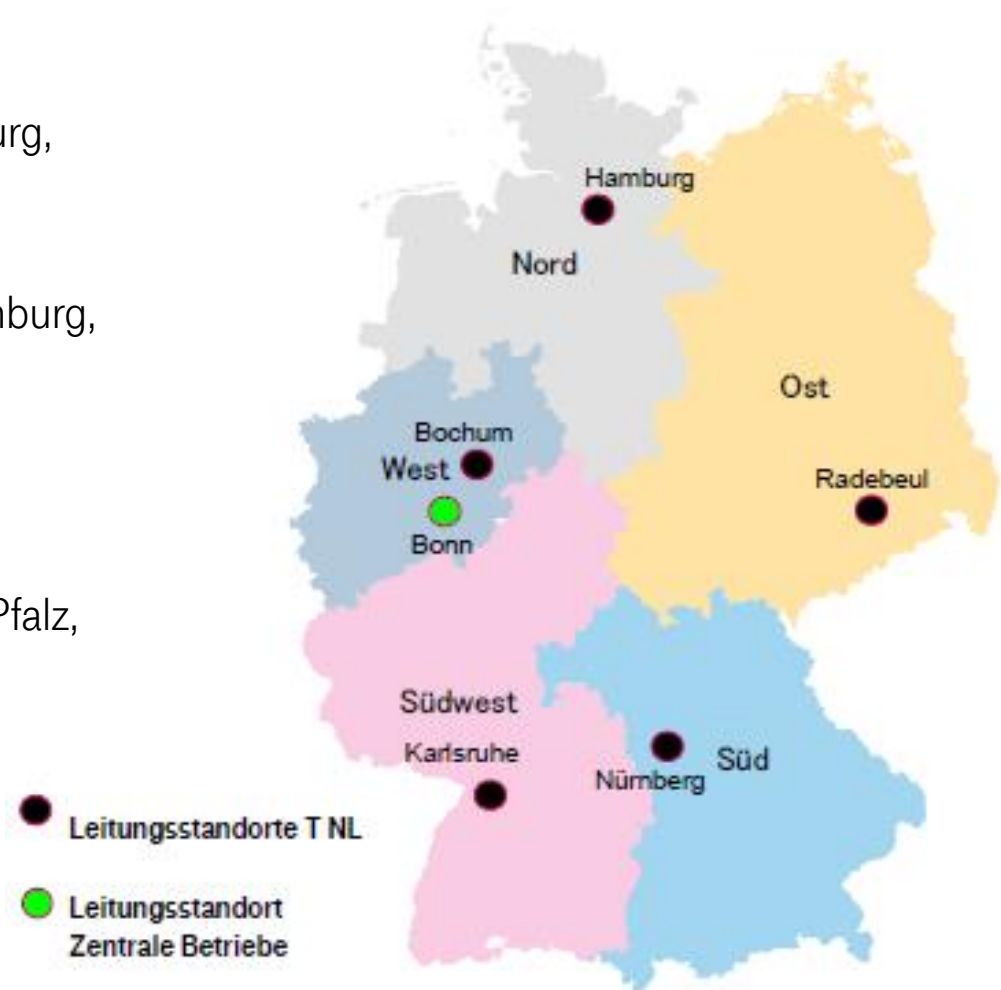 urg,
Hamburg
Nord
nburg,
Ost
Bochum
West
Radebeul
Bonn
Pfalz,
Südwest
Karlsruhe
Süd
Nürnberg
Leitungsstandorte T NL
Leitungsstandort
Zentrale Betriebe